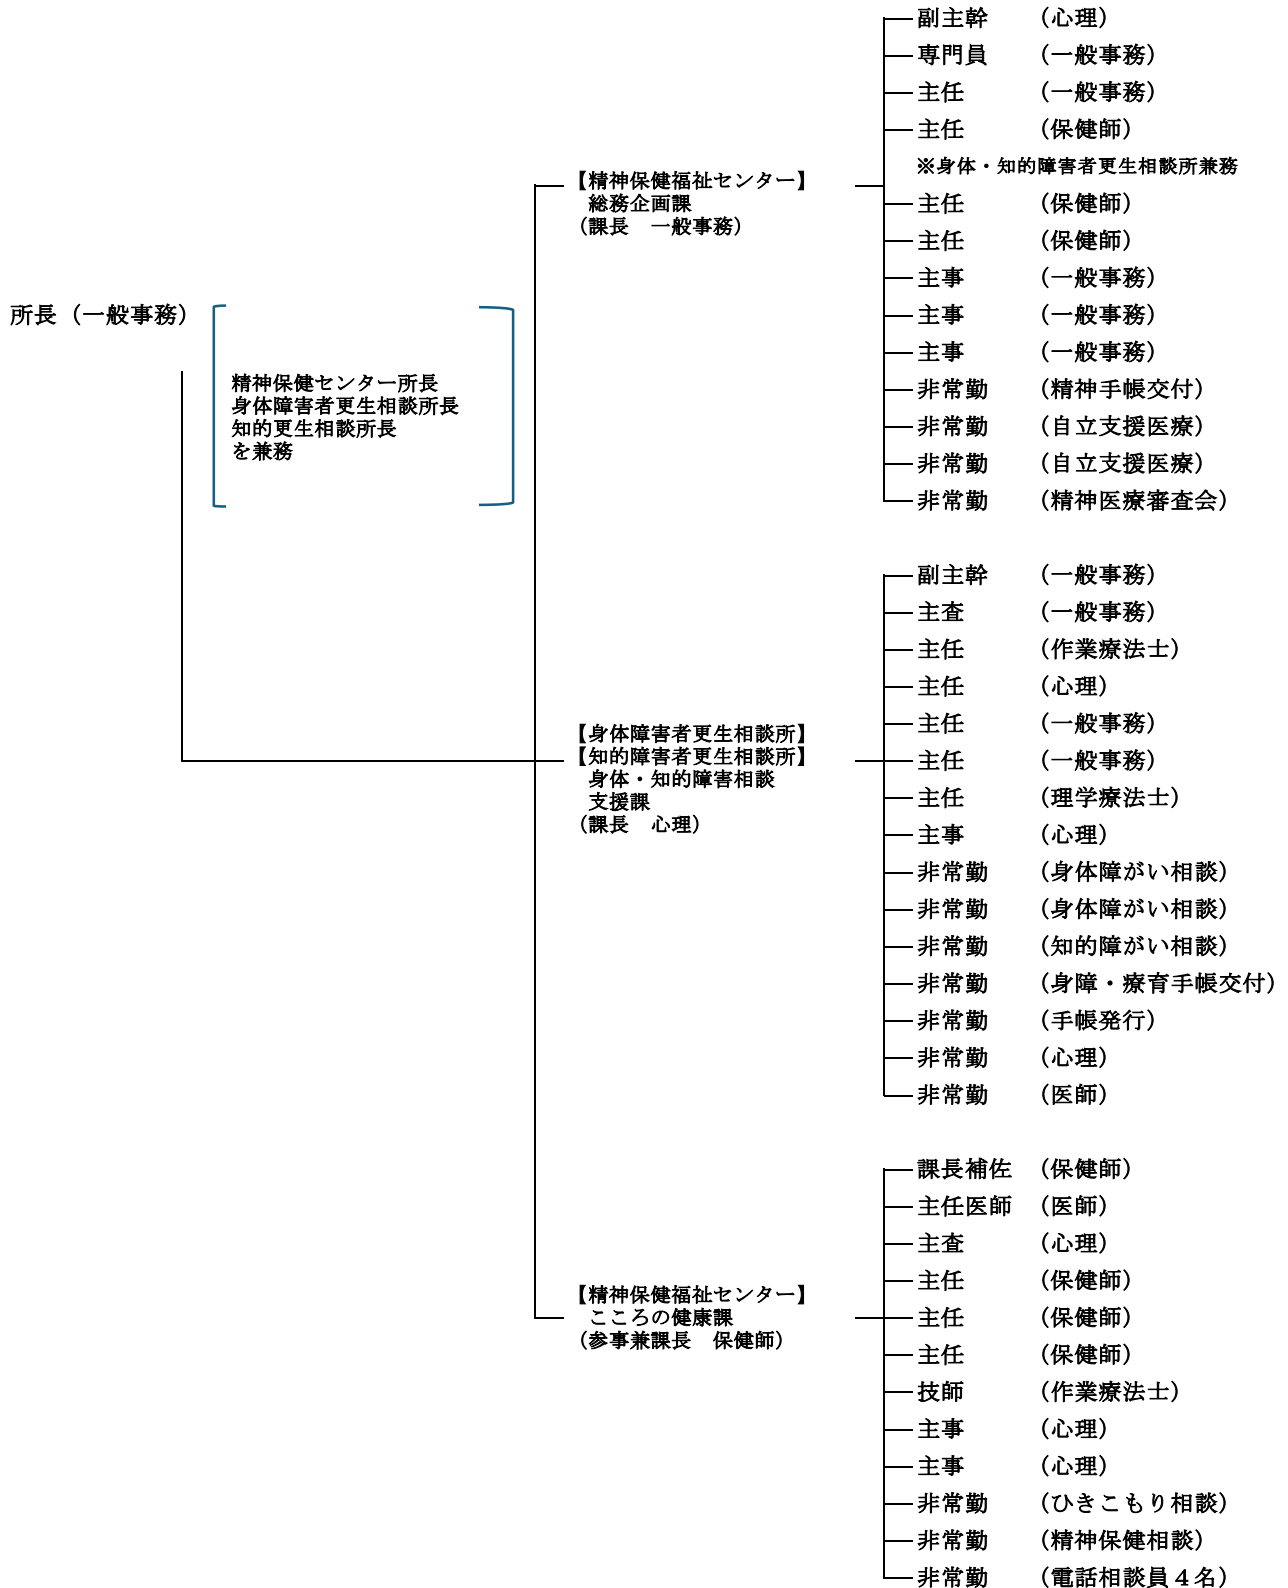 所長（一般事務）
精神保健センター所長
身体障害者更生相談所長
知的更生相談所長
を兼務
【精神保健福祉センター】
総務企画課
（課長　一般事務）
副主幹　（心理）
専門員　（一般事務）
主任　（一般事務）
主任　（保健師）
※身体・知的障害者更生相談所兼務
主任　（保健師）
主任　（保健師）
主事　（一般事務）
主事　（一般事務）
主事　（一般事務）
非常勤　（精神手帳交付）
非常勤　（自立支援医療）
非常勤　（自立支援医療）
非常勤　（精神医療審査会）
【身体障害者更生相談所】
【知的障害者更生相談所】
身体・知的障害相談
支援課
（課長　心理）
副主幹　（一般事務）
主査　（一般事務）
主任　（作業療法士）
主任　（心理）
主任　（一般事務）
主任　（一般事務）
主任　（理学療法士）
主事　（心理）
非常勤　（身体障がい相談）
非常勤　（身体障がい相談）
非常勤　（知的障がい相談）
非常勤　（身障・療育手帳交付）
非常勤　（手帳発行）
非常勤　（心理）
非常勤　（医師）
【精神保健福祉センター】
こころの健康課
（参事兼課長　保健師）
課長補佐　（保健師）
主任医師　（医師）
主査　（心理）
主任　（保健師）
主任　（保健師）
主任　（保健師）
技師　（作業療法士）
主事　（心理）
主事　（心理）
非常勤　（ひきこもり相談）
非常勤　（精神保健相談）
非常勤　（電話相談員４名）